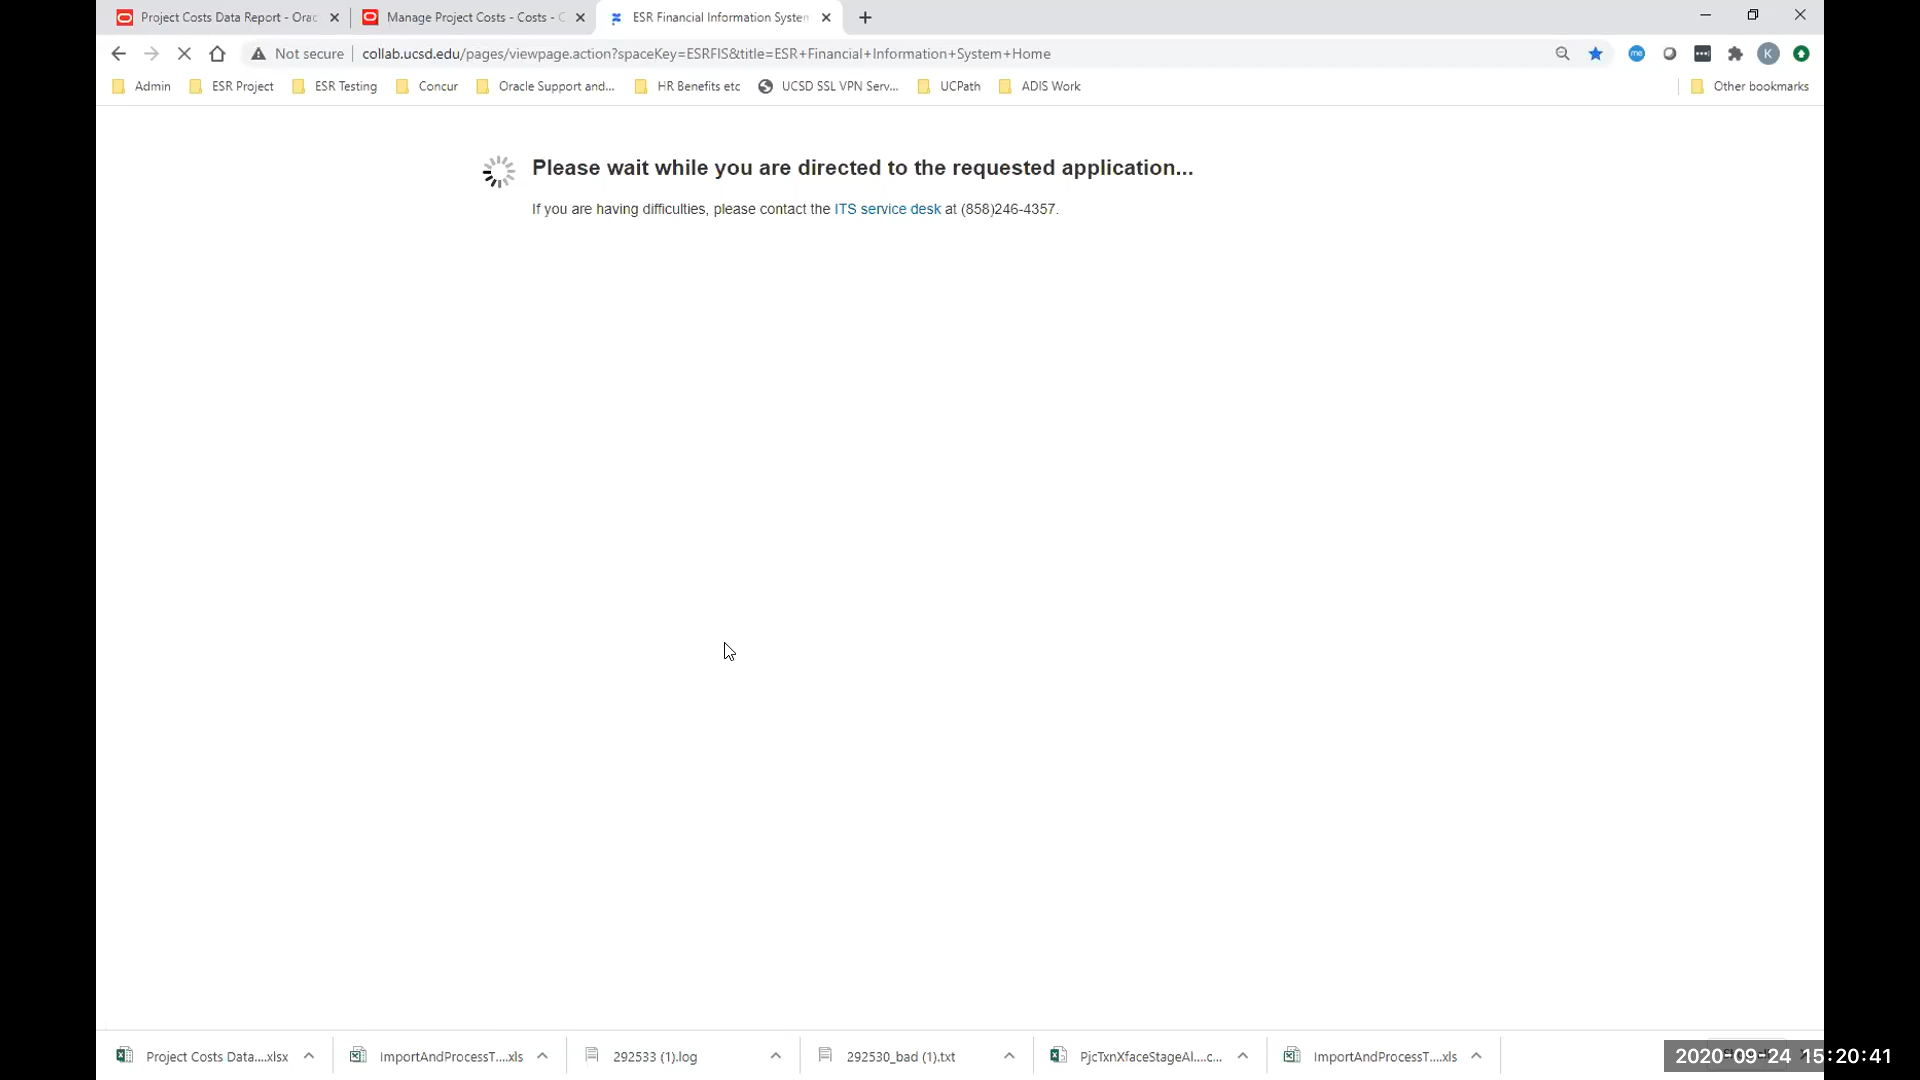 Project Costs Data Report - Orac
Manage Project Costs - Costs - C
ESR Financial Information System
Not secure
collab.ucsd.edu/pages/viewpage.action?spaceKey=ESRFIS&title=ESR+Financial+Information+System+Home
me
K
Admin
ESR Project
ESR Testing
Concur
Oracle Support and...
HR Benefits etc
UCSD SSL VPN Serv...
UCPath
ADIS Work
Other bookmarks
Please wait while you are directed to the requested application...
If you are having difficulties, please contact the ITS service desk at (858)246-4357.
Project Costs Data....xlsx
ImportAndProcessT....xls
292533 (1).log
292530_bad (1).txt
PjcTxnXfaceStageAl....c...
ImportAndProcessT....xls
2020-09-24 15:20:41